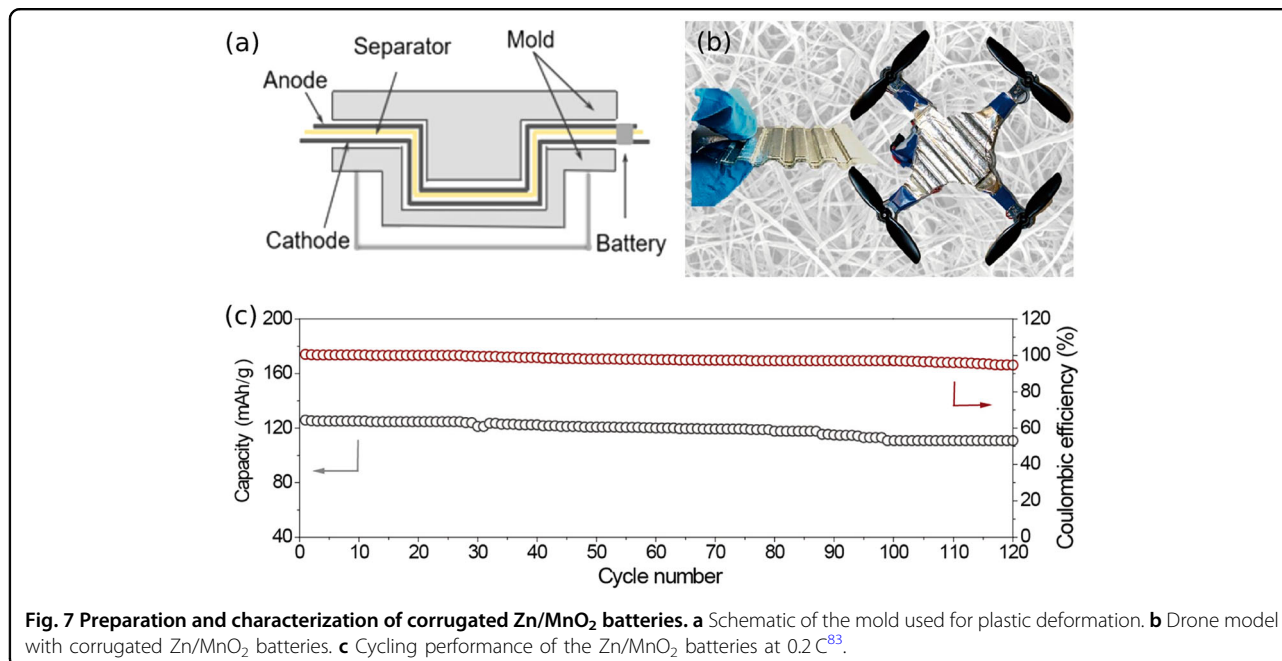 (a)
Separator
Mold
Anode
Cathode
Battery
(b)
(c)
200
160
120
80
40
Capacity (mAh/g)
120
100
80
60
40
20
0
Coulombic efficiency (%)
0 10 20 30 40 50 60 70 80 90 100 110 120
Cycle number
Fig. 7 Preparation and characterization of corrugated Zn/MnO₂ batteries. a Schematic of the mold used for plastic deformation. b Drone model
with corrugated Zn/MnO₂ batteries. c Cycling performance of the Zn/MnO₂ batteries at 0.2 C⁸³.